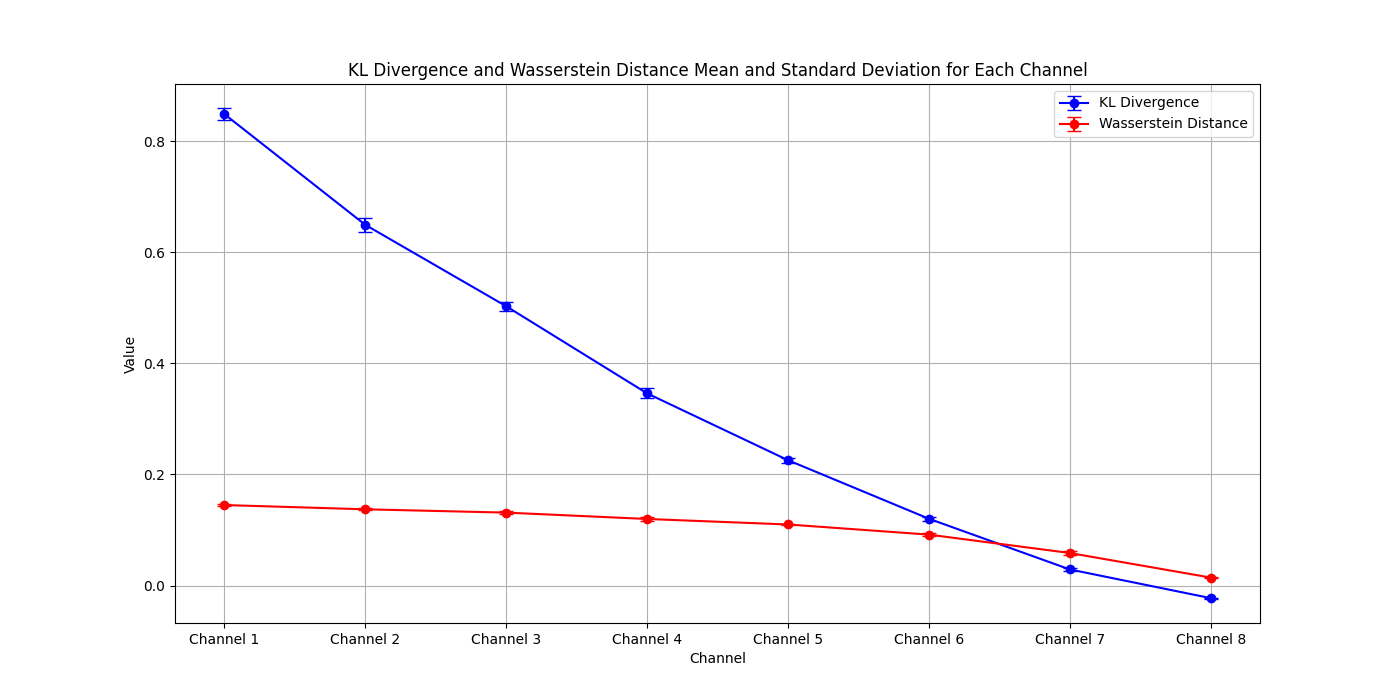 KL Divergence and Wasserstein Distance Mean and Standard Deviation for Each Channel
KL Divergence
Wasserstein Distance
Value
0.8
0.6
0.4
0.2
0.0
Channel 1 Channel 2 Channel 3 Channel 4 Channel 5 Channel 6 Channel 7 Channel 8
Channel